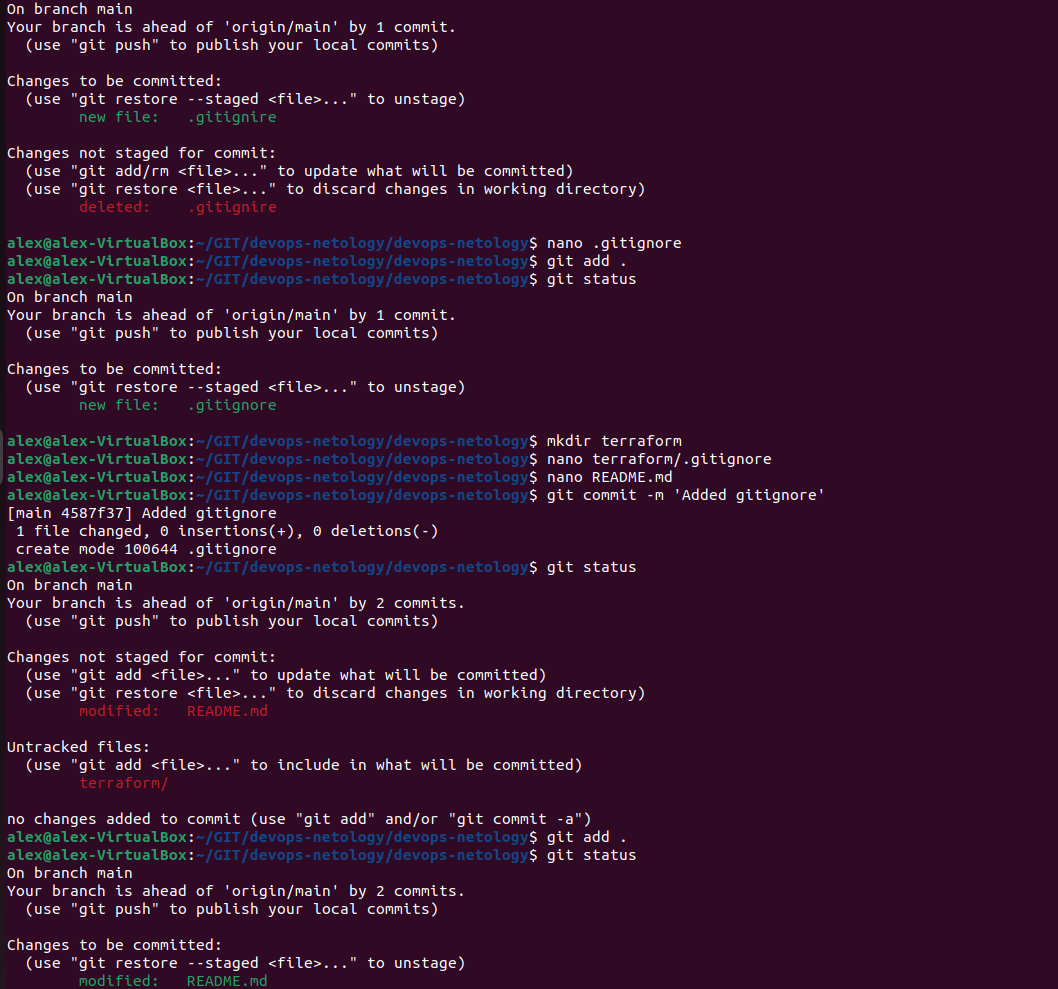 On branch main
Your branch is ahead of 'origin/main' by 1 commit.
  (use "git push" to publish your local commits)

Changes to be committed:
  (use "git restore --staged <file>..." to unstage)
        new file:   .gitignire

Changes not staged for commit:
  (use "git add/rm <file>..." to update what will be committed)
  (use "git restore <file>..." to discard changes in working directory)
        deleted:    .gitignire

alex@alex-VirtualBox:~/GIT/devops-netology/devops-netology$ nano .gitignore
alex@alex-VirtualBox:~/GIT/devops-netology/devops-netology$ git add .
alex@alex-VirtualBox:~/GIT/devops-netology/devops-netology$ git status
On branch main
Your branch is ahead of 'origin/main' by 1 commit.
  (use "git push" to publish your local commits)

Changes to be committed:
  (use "git restore --staged <file>..." to unstage)
        new file:   .gitignore

alex@alex-VirtualBox:~/GIT/devops-netology/devops-netology$ mkdir terraform
alex@alex-VirtualBox:~/GIT/devops-netology/devops-netology$ nano terraform/.gitignore
alex@alex-VirtualBox:~/GIT/devops-netology/devops-netology$ nano README.md
alex@alex-VirtualBox:~/GIT/devops-netology/devops-netology$ git commit -m 'Added gitignore'
[main 4587f37] Added gitignore
 1 file changed, 0 insertions(+), 0 deletions(-)
 create mode 100644 .gitignore
alex@alex-VirtualBox:~/GIT/devops-netology/devops-netology$ git status
On branch main
Your branch is ahead of 'origin/main' by 2 commits.
  (use "git push" to publish your local commits)

Changes not staged for commit:
  (use "git add <file>..." to update what will be committed)
  (use "git restore <file>..." to discard changes in working directory)
        modified:   README.md

Untracked files:
  (use "git add <file>..." to include in what will be committed)
        terraform/

no changes added to commit (use "git add" and/or "git commit -a")
alex@alex-VirtualBox:~/GIT/devops-netology/devops-netology$ git add .
alex@alex-VirtualBox:~/GIT/devops-netology/devops-netology$ git status
On branch main
Your branch is ahead of 'origin/main' by 2 commits.
  (use "git push" to publish your local commits)

Changes to be committed:
  (use "git restore --staged <file>..." to unstage)
        modified:   README.md